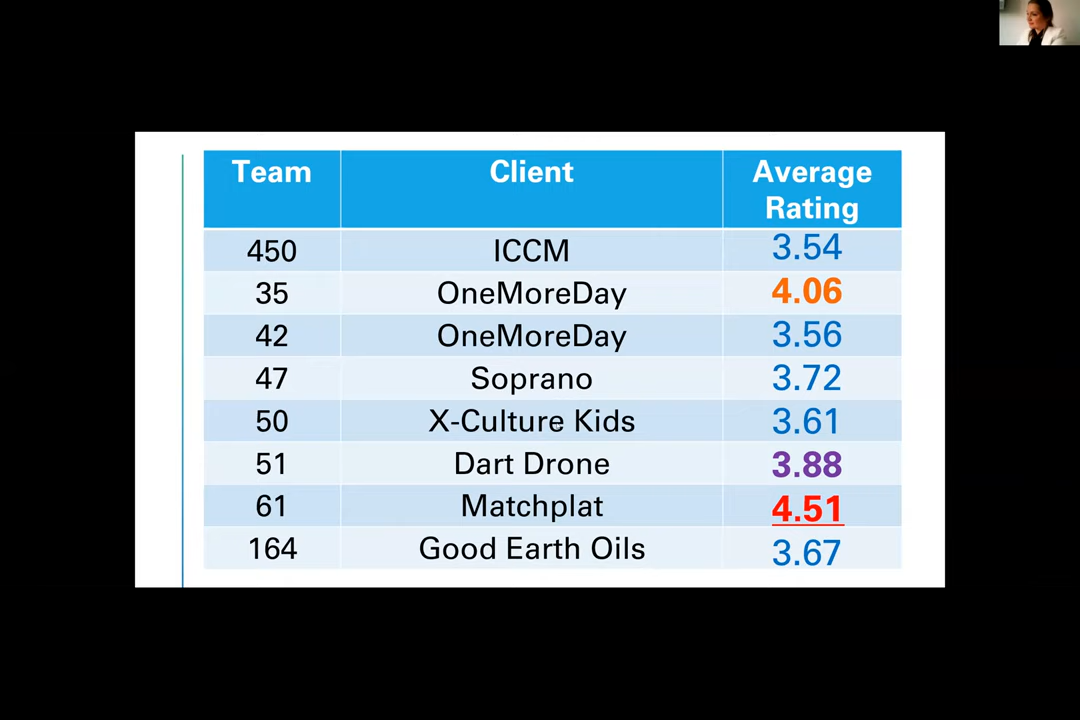 Team Client Average
Rating
450 ICCM 3.54
35 OneMoreDay 4.06
42 OneMoreDay 3.56
47 Soprano 3.72
50 X-Culture Kids 3.61
51 Dart Drone 3.88
61 Matchplat 4.51
164 Good Earth Oils 3.67